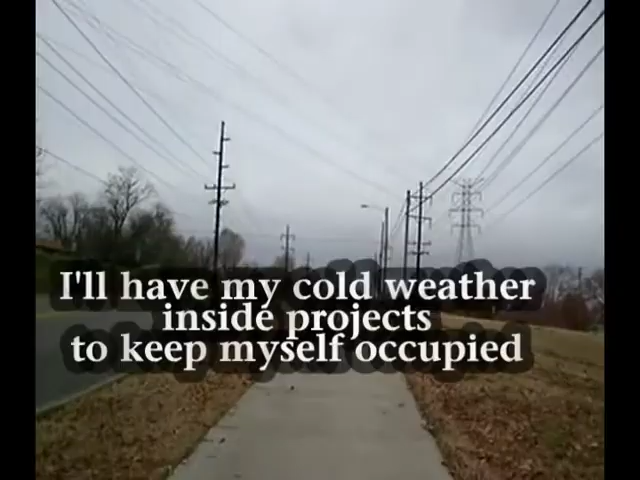 I'll have my cold weather
inside projects
to keep myself occupied